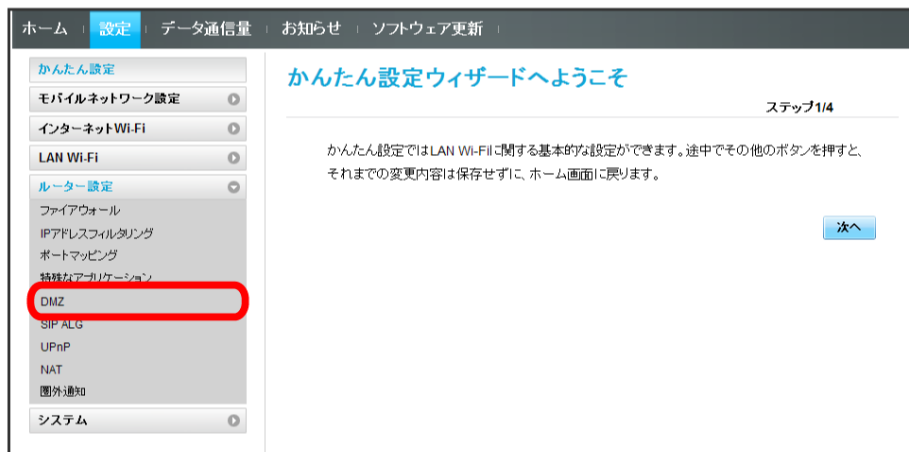 ホーム 設定 データ通信量 お知らせ ソフトウェア更新
かんたん設定
モバイルネットワーク設定
インターネットWi-Fi
LAN Wi-Fi
ルーター設定
ファイアウォール
IPアドレスフィルタリング
ポートマッピング
特殊なアプリケーション
DMZ
SIP ALG
UPnP
NAT
圏外通知
システム
かんたん設定ウィザードへようこそ
ステップ1/4
かんたん設定ではLAN Wi-Fiに関する基本的な設定ができます。途中でその他のボタンを押すと、
それまでの変更内容は保存せずに、ホーム画面に戻ります。
次へ